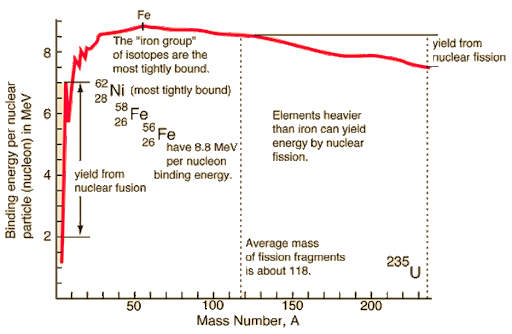 Fe
The "iron group"
of isotopes are the
most tightly bound.
62
28 Ni (most tightly bound)
58
26 Fe
56
26 Fe
have 8.8 MeV
per nucleon
binding energy.
yield from
nuclear fusion
Elements heavier
than iron can yield
energy by nuclear
fission.
yield from
nuclear fission
Average mass
of fission fragments
is about 118.
235 U
Binding energy per nuclear
particle (nucleon) in MeV
8
6
4
2
50
100
150
200
Mass Number, A